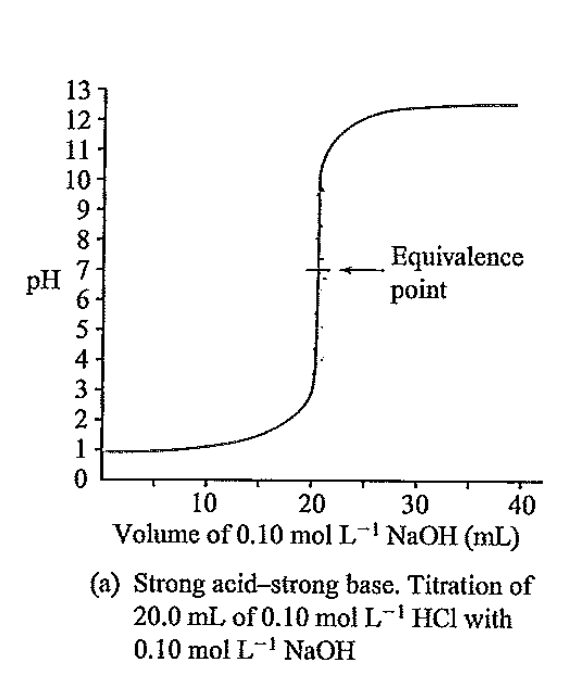 13
12
11
10
9
8
7
6
5
4
3
2
1
0
pH
Equivalence
point
10 20 30 40
Volume of 0.10 mol L⁻¹ NaOH (mL)
(a) Strong acid–strong base. Titration of
20.0 mL of 0.10 mol L⁻¹ HCl with
0.10 mol L⁻¹ NaOH